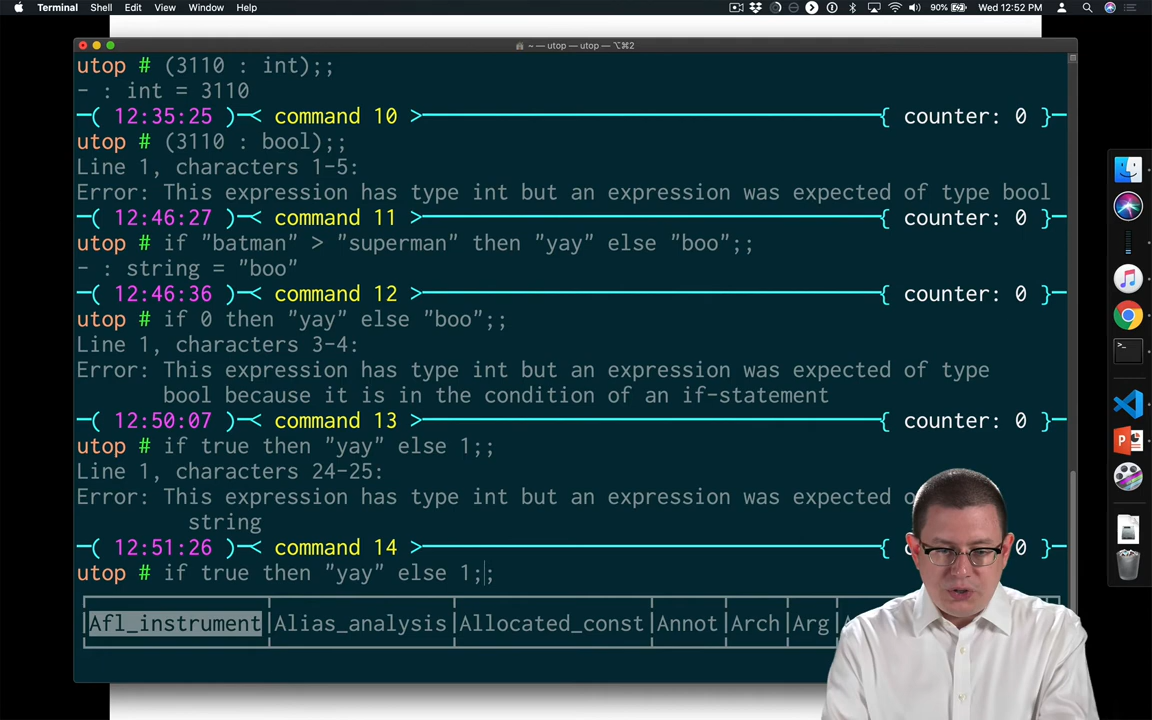 Terminal Shell Edit View Window Help 90% Wed 12:52 PM
~ — utop — utop — ⌥⌘2
utop # (3110 : int);;
- : int = 3110
─( 12:35:25 )─< command 10 >─{ counter: 0 }─
utop # (3110 : bool);;
Line 1, characters 1-5:
Error: This expression has type int but an expression was expected of type bool
─( 12:46:27 )─< command 11 >─{ counter: 0 }─
utop # if "batman" > "superman" then "yay" else "boo";;
- : string = "boo"
─( 12:46:36 )─< command 12 >─{ counter: 0 }─
utop # if 0 then "yay" else "boo";;
Line 1, characters 3-4:
Error: This expression has type int but an expression was expected of type
bool because it is in the condition of an if-statement
─( 12:50:07 )─< command 13 >─{ counter: 0 }─
utop # if true then "yay" else 1;;
Line 1, characters 24-25:
Error: This expression has type int but an expression was expected
string
─( 12:51:26 )─< command 14 >─ 0 }─
utop # if true then "yay" else 1;;
Afl_instrument Alias_analysis Allocated_const Annot Arch Arg